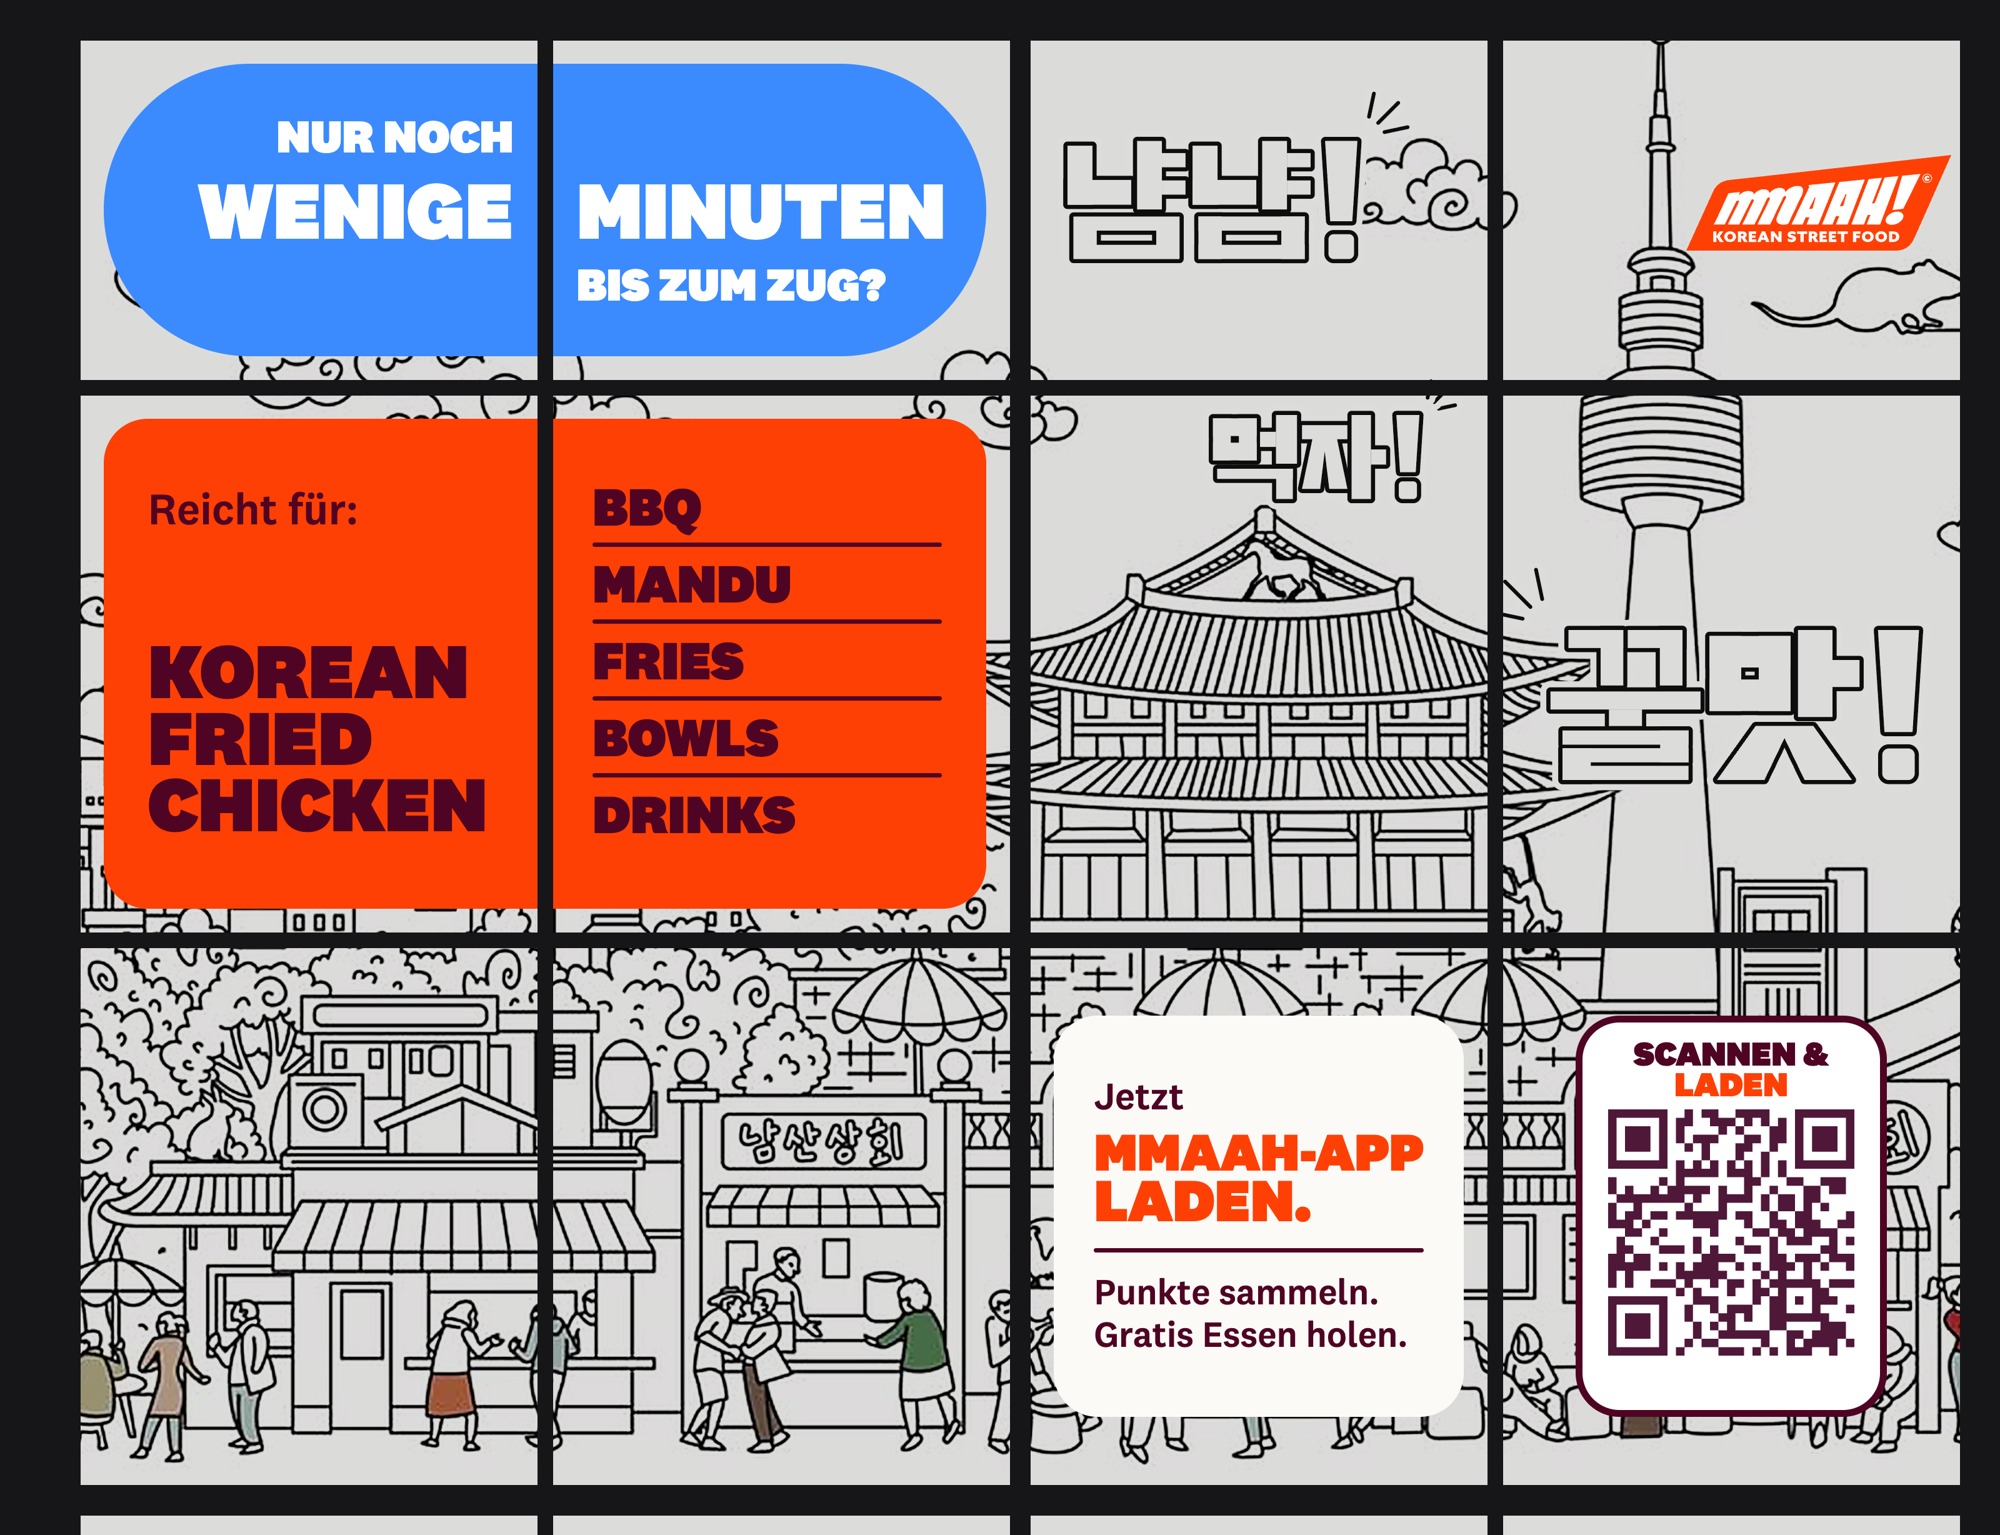 NUR NOCH
WENIGE MINUTEN
BIS ZUM ZUG?
냠냠!
mmAAH!©
KOREAN STREET FOOD
Reicht für:
KOREAN
FRIED
CHICKEN
BBQ
MANDU
FRIES
BOWLS
DRINKS
먹자!
꿀맛!
남산상회
Jetzt
MMAAH-APP
LADEN.
Punkte sammeln.
Gratis Essen holen.
SCANNEN &
LADEN
회